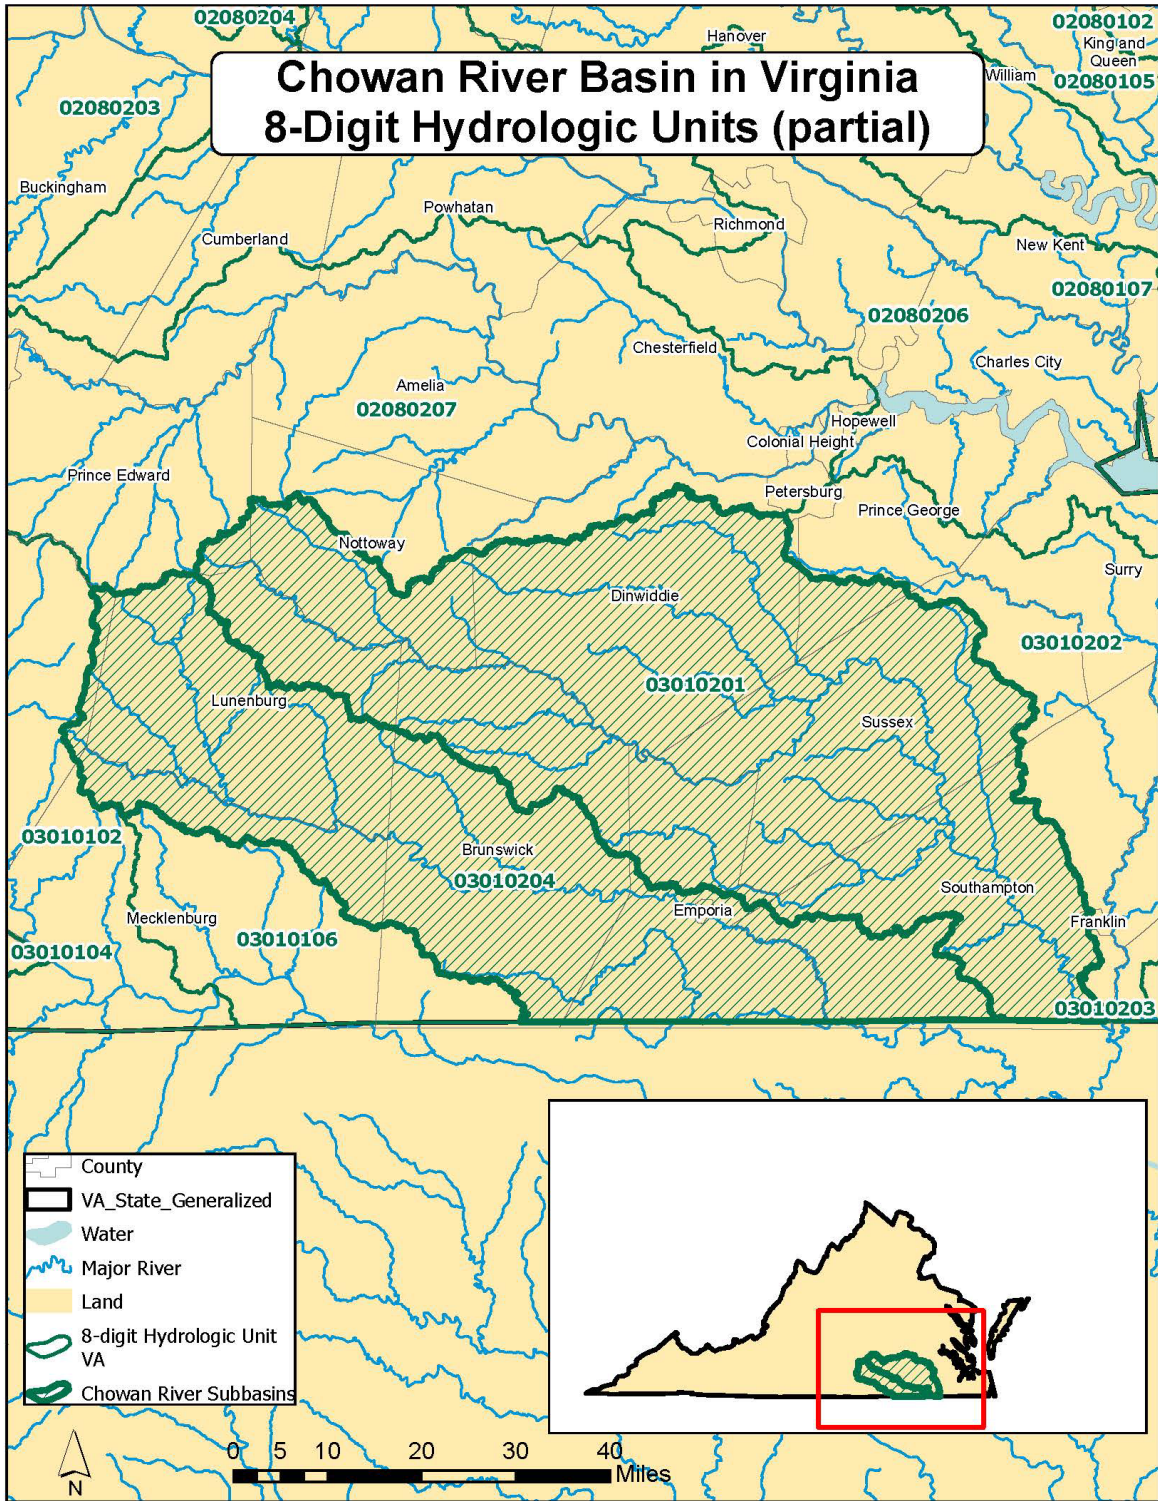 02080204
02080102
Hanover
King and
Queen
Chowan River Basin in Virginia
8-Digit Hydrologic Units (partial)
William
02080105
02080203
Buckingham
Powhatan
Richmond
Cumberland
New Kent
02080107
02080206
Chesterfield
Charles City
Amelia
02080207
Hopewell
Colonial Height
Prince Edward
Petersburg
Prince George
Nottoway
Surry
Dinwiddie
03010202
03010201
Lunenburg
Sussex
03010102
Brunswick
03010204
Southampton
Emporia
Mecklenburg
Franklin
03010106
03010104
03010203
County
VA_State_Generalized
Water
Major River
Land
8-digit Hydrologic Unit
VA
Chowan River Subbasins
0 5 10 20 30 40
Miles
N